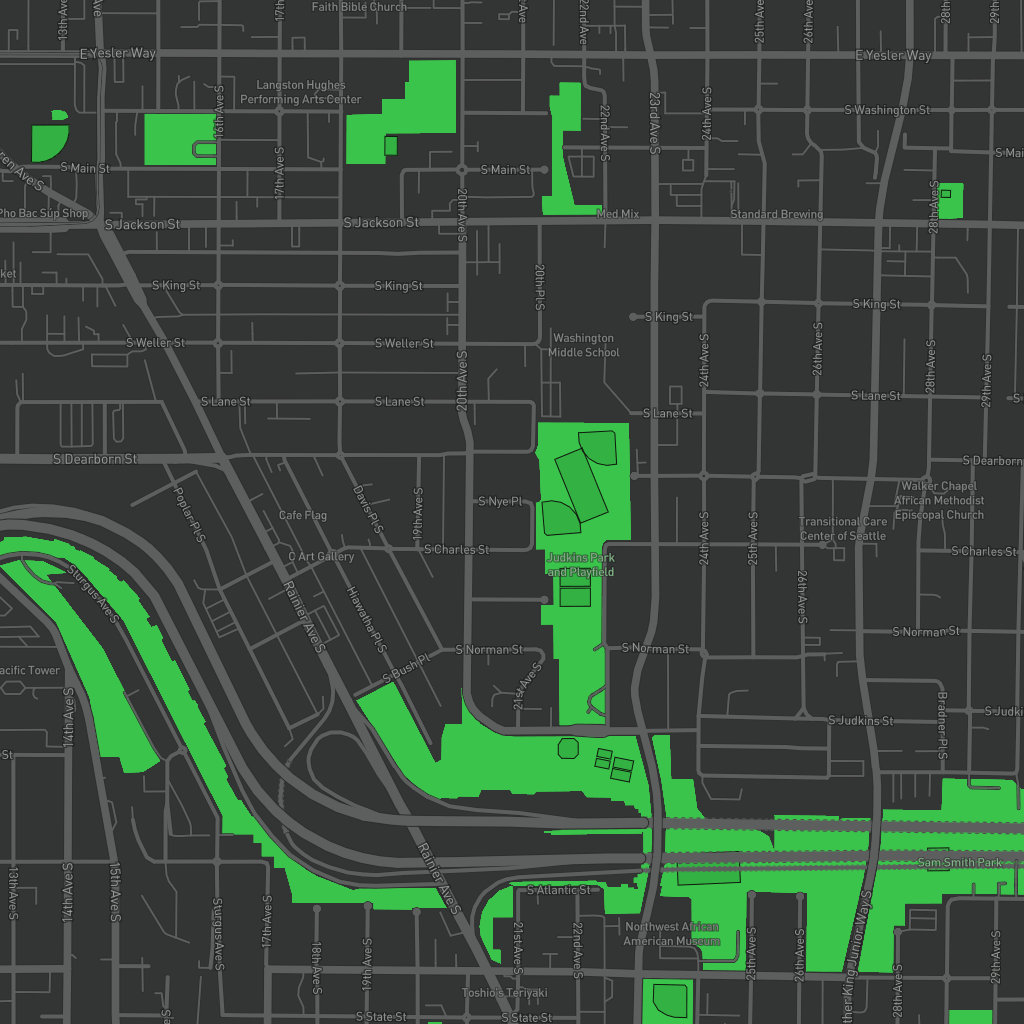 Faith Bible Church
13th Ave S
Ave
17th
Ave
22nd Ave
25th Ave
26th Ave
28th
29th
E Yesler Way
E Yesler Way
Langston Hughes
Performing Arts Center
16th Ave S
22nd Ave S
23rd Ave S
24th Ave S
S Washington St
S Main St
17th Ave S
S Main St
S Mai
ren Ave S
20th Ave S
28th Ave S
Pho Bac Sup Shop
S Jackson St
S Jackson St
Med Mix
Standard Brewing
ket
S King St
S King St
20th Pl S
S King St
S King St
S Weller St
S Weller St
Washington
Middle School
24th Ave S
26th Ave S
28th Ave S
29th Ave S
20th Ave S
S Lane St
S Lane St
S Lane St
S Lane St
S
S Dearborn St
S Dearborn
Poplar Pl S
Cafe Flag
Davis Pl S
19th Ave S
S Nye Pl
Walker Chapel
African Methodist
Episcopal Church
Transitional Care
Center of Seattle
24th Ave S
25th Ave S
S Charles St
S Charles St
C Art Gallery
Judkins Park
and Playfield
Sturgus Ave S
Rainier Ave S
Hiawatha Pl S
26th Ave S
S Norman St
S Norman St
S Norman St
S Bush Pl
21st Ave S
acific Tower
14th Ave S
S Judkins St
S Judki
Bradner Pl S
St
Rainier Ave S
Sam Smith Park
13th Ave S
14th Ave S
15th Ave S
S Atlantic St
Sturgus Ave S
17th Ave S
18th Ave S
19th Ave S
21st Ave S
22nd Ave S
Northwest African
American Museum
25th Ave S
26th Ave S
ther King Junior Way S
28th Ave S
29th Ave S
Toshio's Teriyaki
S State St
S State St